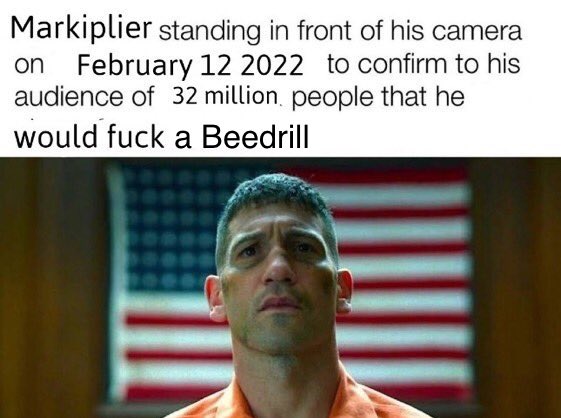 Markiplier standing in front of his camera
on February 12 2022 to confirm to his
audience of 32 million. people that he
would fuck a Beedrill